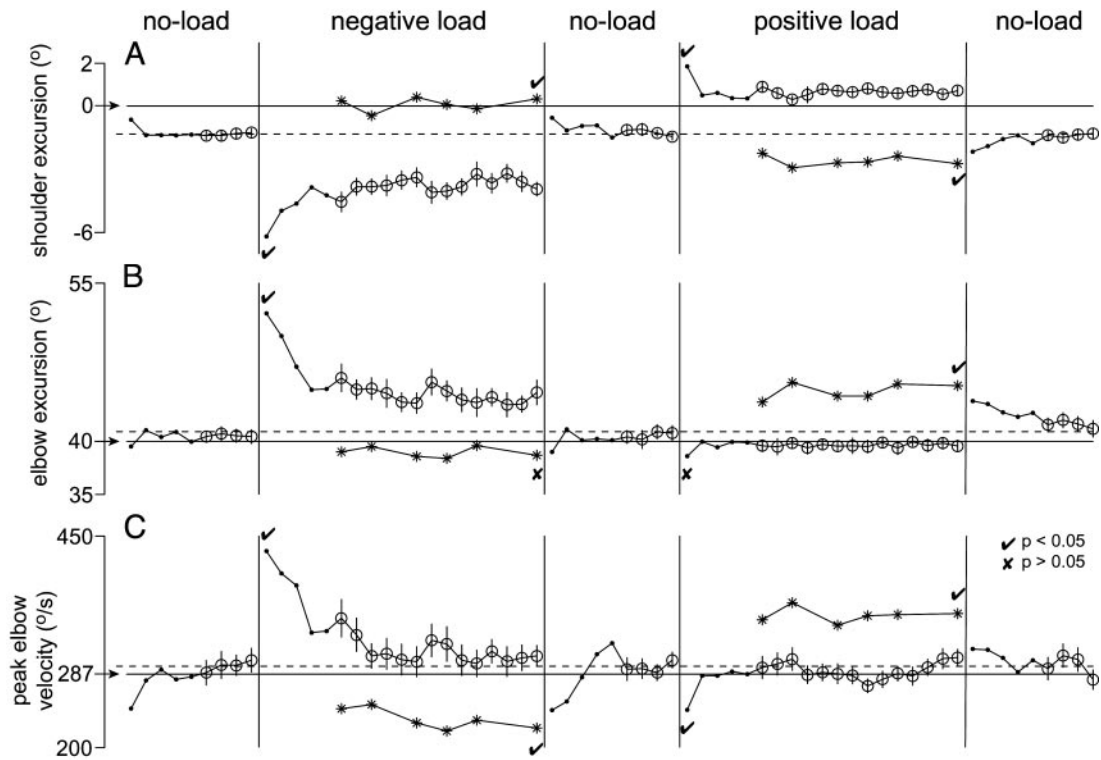 no-load negative load no-load positive load no-load
A
shoulder excursion (º)
2
0
-6
B
elbow excursion (º)
55
40
35
C
peak elbow
velocity (º/s)
450
287
200
✔ p < 0.05
✘ p > 0.05